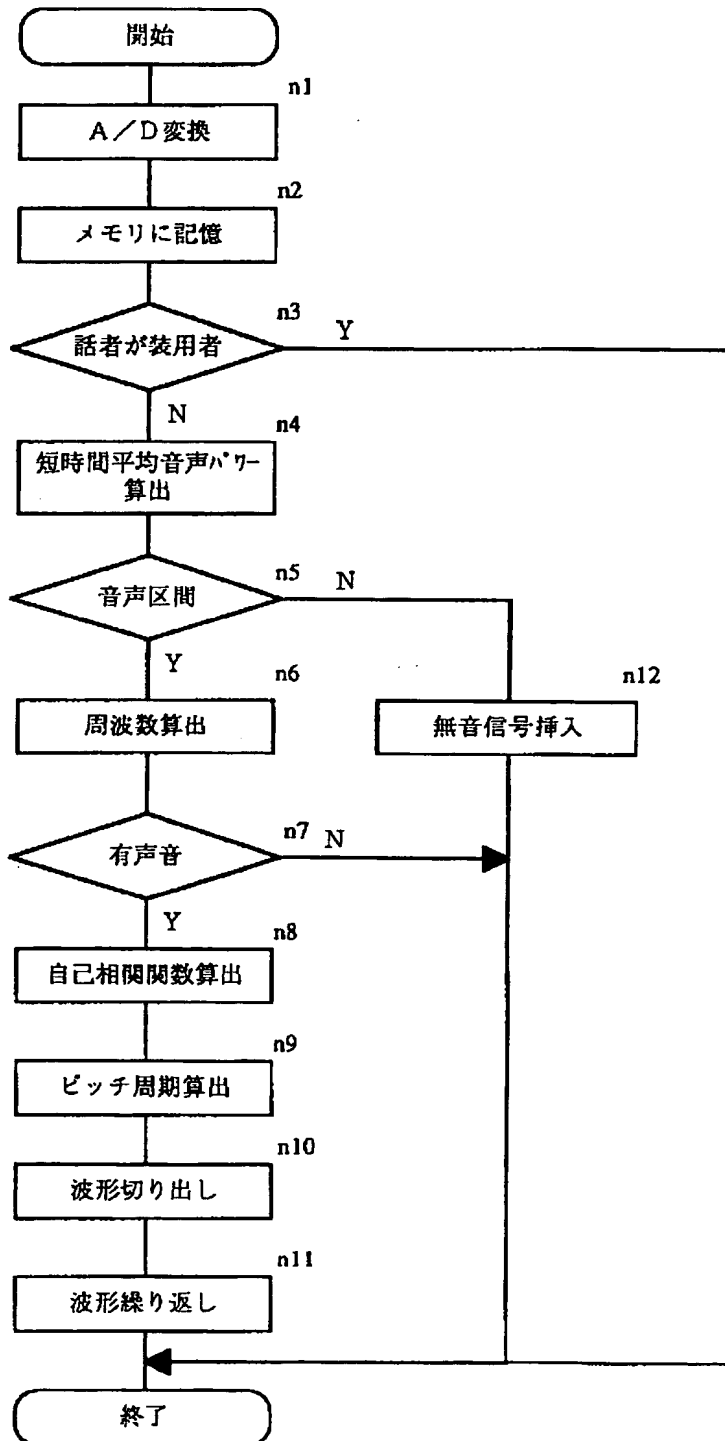 開始
n1
A／D変換
n2
メモリに記憶
n3
話者が装用者
Y
N
n4
短時間平均音声ﾊﾟﾜｰ
算出
n5
音声区間
N
Y
n6
周波数算出
n12
無音信号挿入
n7
有声音
N
Y
n8
自己相関関数算出
n9
ピッチ周期算出
n10
波形切り出し
n11
波形繰り返し
終了